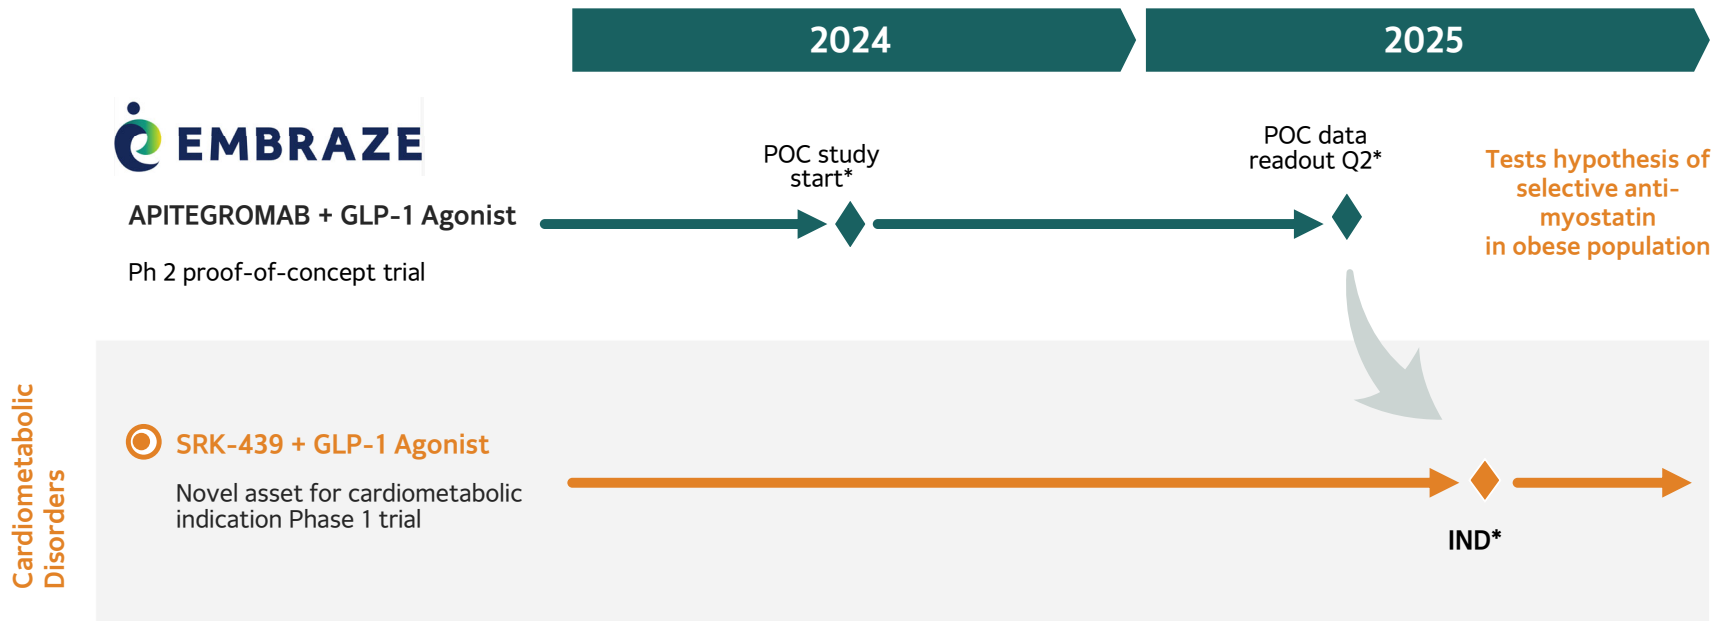 2024
2025
EMBRAZE
POC study
start*
POC data
readout Q2*
Tests hypothesis of
selective anti-
myostatin
in obese population
APITEGROMAB + GLP-1 Agonist
Ph 2 proof-of-concept trial
Cardiometabolic
Disorders
SRK-439 + GLP-1 Agonist
Novel asset for cardiometabolic
indication Phase 1 trial
IND*